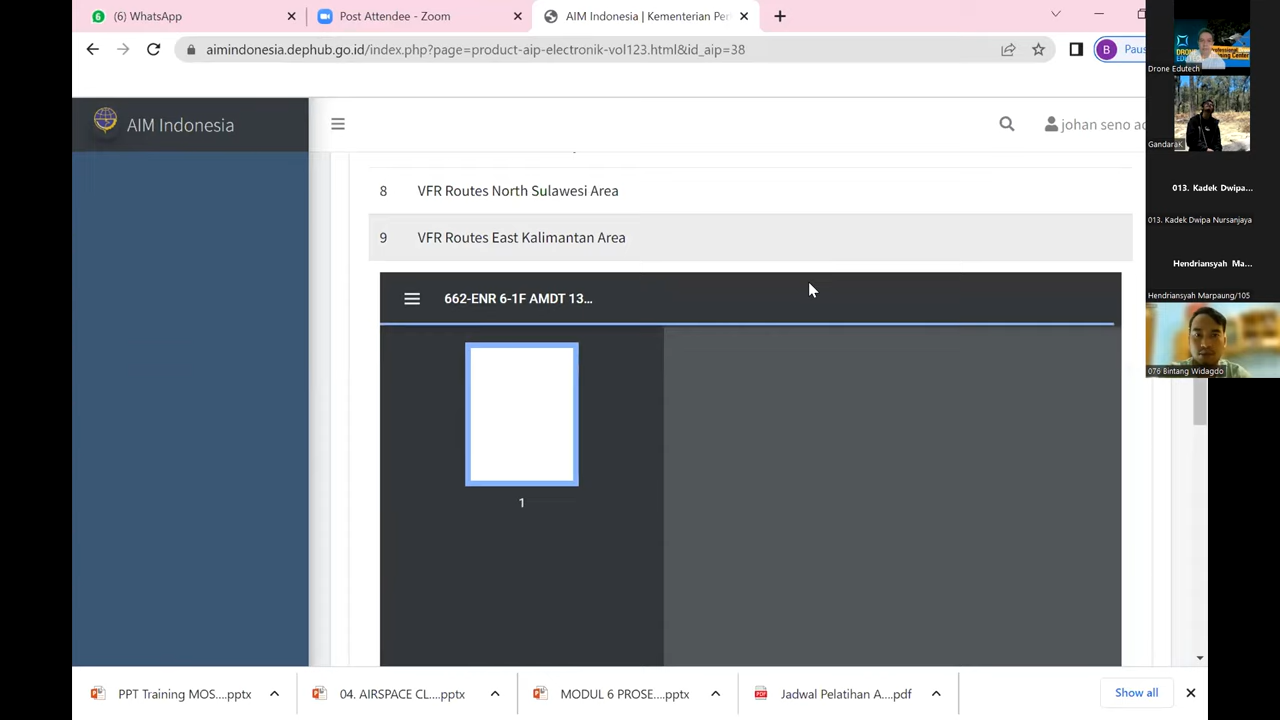 (6) WhatsApp
Post Attendee - Zoom
AIM Indonesia | Kementerian Per
aimindonesia.dephub.go.id/index.php?page=product-aip-electronik-vol123.html&id_aip=38
B
Paus
AIM Indonesia
johan seno ad
8 VFR Routes North Sulawesi Area
9 VFR Routes East Kalimantan Area
662-ENR 6-1F AMDT 13...
1
PPT Training MOS....pptx
04. AIRSPACE CL....pptx
MODUL 6 PROSE....pptx
Jadwal Pelatihan A....pdf
Show all
Drone Edutech
GandaraK
013. Kadek Dwipa...
013. Kadek Dwipa Nursanjaya
Hendriansyah Ma...
Hendriansyah Marpaung/105
076 Bintang Widagdo